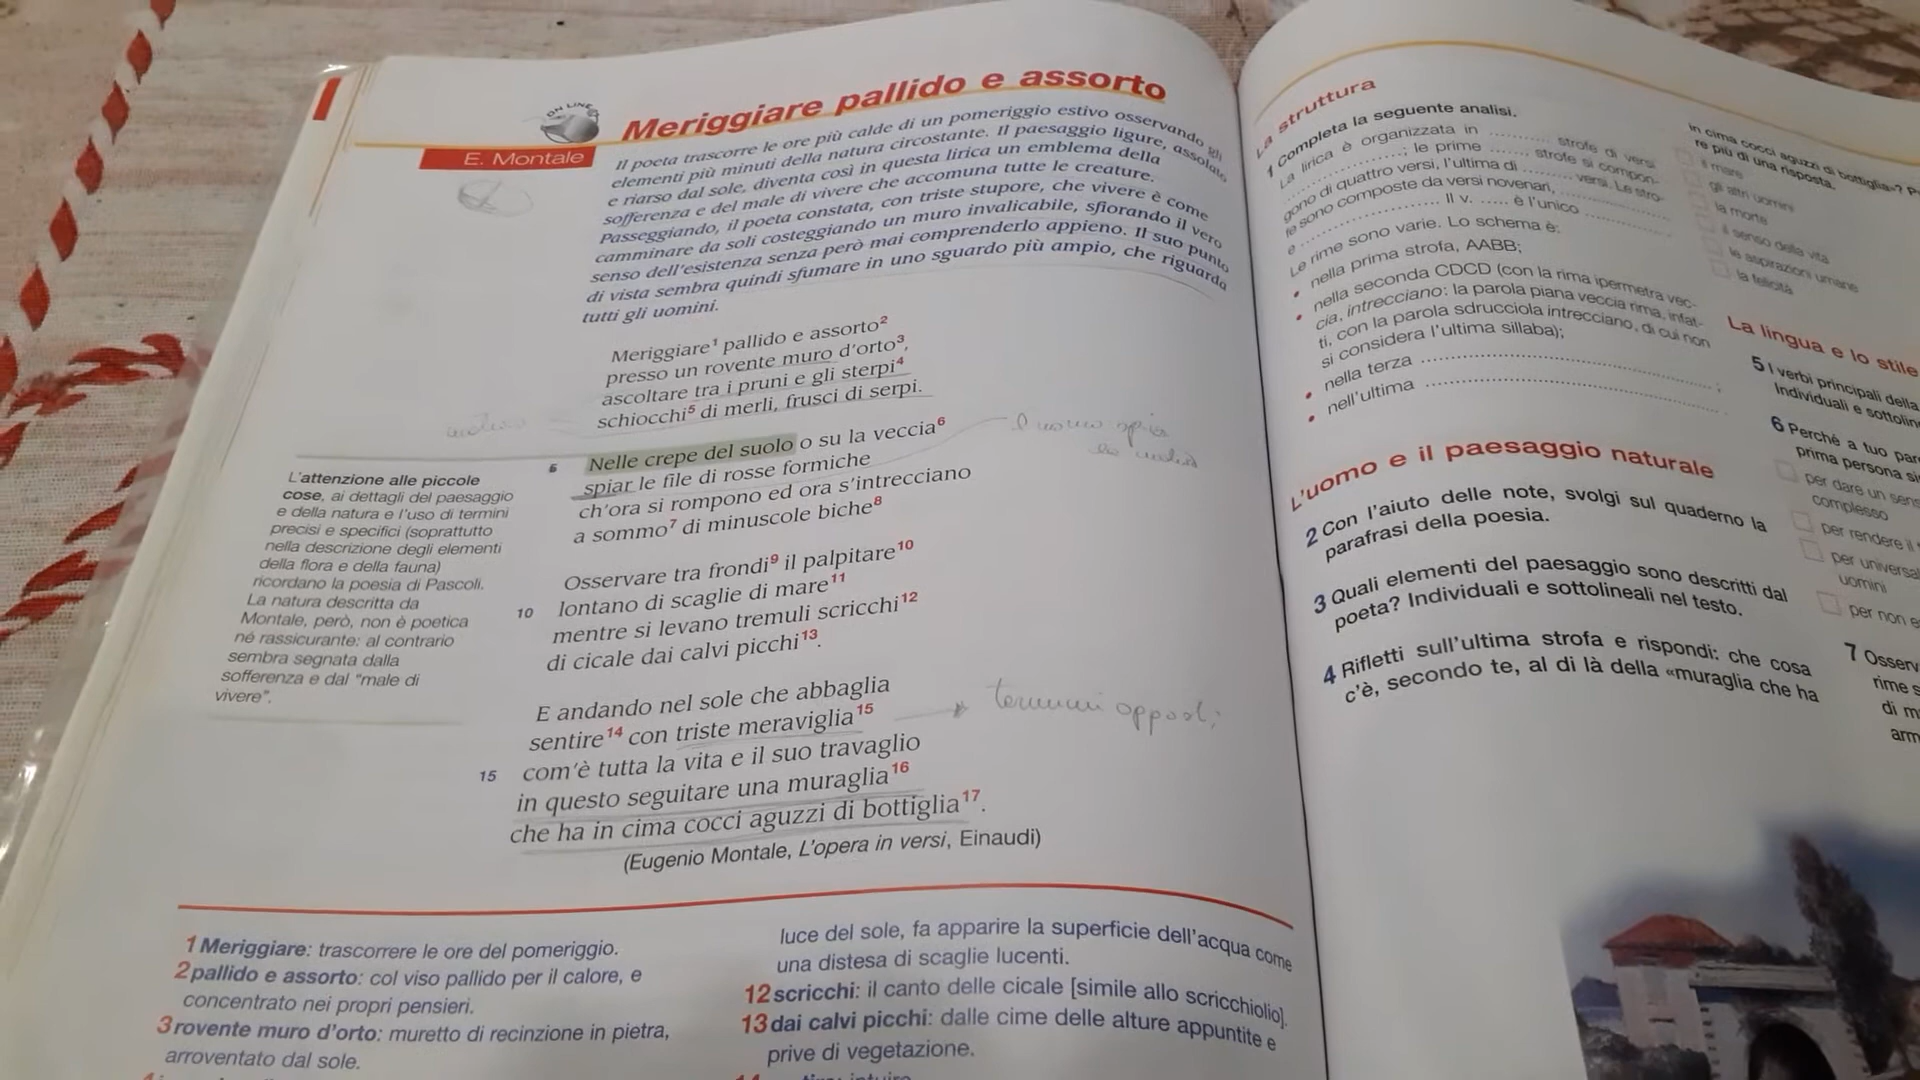 ON LINE
Meriggiare pallido e assorto
E. Montale
Il poeta trascorre le ore più calde di un pomeriggio estivo osservando gli
elementi più minuti della natura circostante. Il paesaggio ligure, assolato
e riarso dal sole, diventa così in questa lirica un emblema della
sofferenza e del male di vivere che accomuna tutte le creature.
Passeggiando, il poeta constata, con triste stupore, che vivere è come
camminare da soli costeggiando un muro invalicabile, sfiorando il vero
senso dell'esistenza senza però mai comprenderlo appieno. Il suo punto
di vista sembra quindi sfumare in uno sguardo più ampio, che riguarda
tutti gli uomini.
Meriggiare1 pallido e assorto2
presso un rovente muro d'orto3,
ascoltare tra i pruni e gli sterpi4
schiocchi5 di merli, frusci di serpi.
5 Nelle crepe del suolo o su la veccia6
spiar le file di rosse formiche
ch'ora si rompono ed ora s'intrecciano
a sommo7 di minuscole biche8
Osservare tra frondi9 il palpitare10
10 lontano di scaglie di mare11
mentre si levano tremuli scricchi12
di cicale dai calvi picchi13.
E andando nel sole che abbaglia
sentire14 con triste meraviglia15
termini opposti
15 com'è tutta la vita e il suo travaglio
in questo seguitare una muraglia16
che ha in cima cocci aguzzi di bottiglia17.
(Eugenio Montale, L'opera in versi, Einaudi)
L'attenzione alle piccole
cose, ai dettagli del paesaggio
e della natura e l'uso di termini
precisi e specifici (soprattutto
nella descrizione degli elementi
della flora e della fauna)
ricordano la poesia di Pascoli.
La natura descritta da
Montale, però, non è poetica
né rassicurante: al contrario
sembra segnata dalla
sofferenza e dal "male di
vivere".
1 Meriggiare: trascorrere le ore del pomeriggio.
2 pallido e assorto: col viso pallido per il calore, e
concentrato nei propri pensieri.
3 rovente muro d'orto: muretto di recinzione in pietra,
arroventato dal sole.
luce del sole, fa apparire la superficie dell'acqua come
una distesa di scaglie lucenti.
12 scricchi: il canto delle cicale [simile allo scricchiolio].
13 dai calvi picchi: dalle cime delle alture appuntite e
prive di vegetazione.
La struttura
1 Completa la seguente analisi.
La lirica è organizzata in .......... strofe di versi
..............; le prime ....... strofe si compon-
gono di quattro versi, l'ultima di ......... versi. Le stro-
fe sono composte da versi novenari, ..............
e .................. Il v. ..... è l'unico ..............
Le rime sono varie. Lo schema è:
• nella prima strofa, AABB;
• nella seconda CDCD (con la rima ipermetra vec-
cia, intrecciano: la parola piana veccia rima, infat-
ti, con la parola sdrucciola intrecciano, di cui non
si considera l'ultima sillaba);
• nella terza ..............................;
• nell'ultima ..............................
L'uomo e il paesaggio naturale
2 Con l'aiuto delle note, svolgi sul quaderno la
parafrasi della poesia.
3 Quali elementi del paesaggio sono descritti dal
poeta? Individuali e sottolineali nel testo.
4 Rifletti sull'ultima strofa e rispondi: che cosa
c'è, secondo te, al di là della «muraglia che ha
in cima cocci aguzzi di bottiglia»?
re più di una risposta.
il mare
gli altri uomini
la morte
il senso della vita
le aspirazioni umane
la felicità
La lingua e lo stile
5 I verbi principali della
Individuali e
6 Perché a tuo
prima persona
per dare un
complesso
per rendere il
per
uomini
per non
7
rime
di